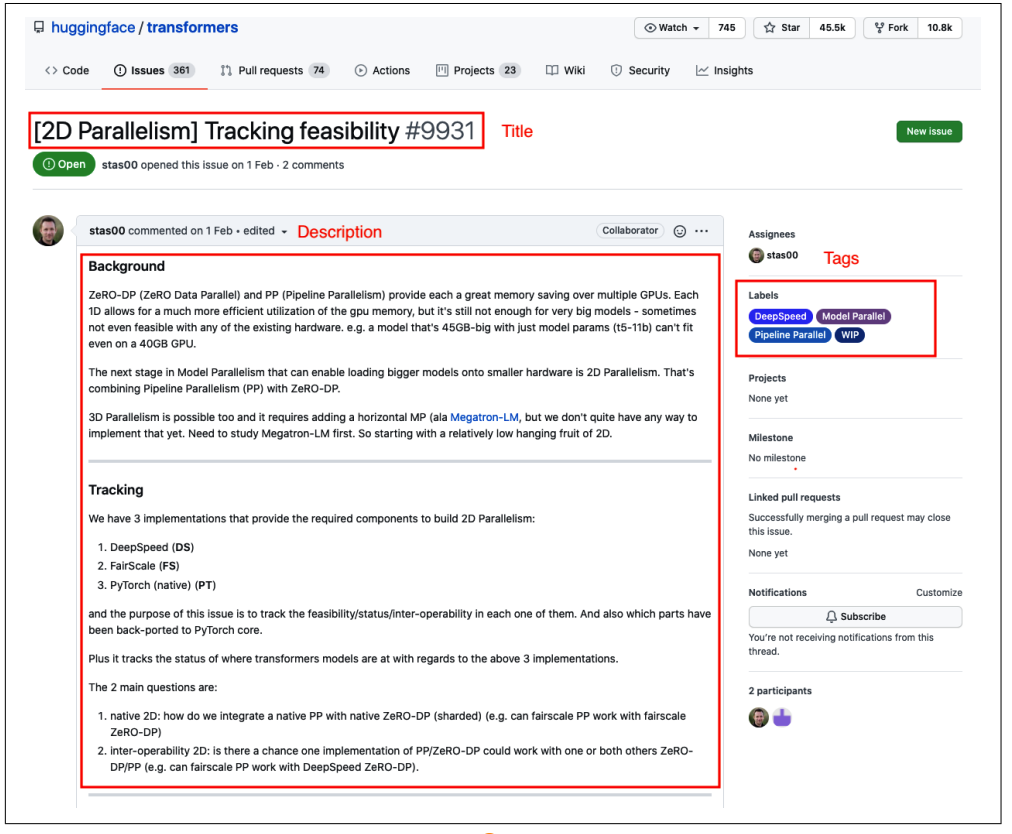 huggingface / transformers
Watch 745 Star 45.5k Fork 10.8k
<> Code Issues 361 Pull requests 74 Actions Projects 23 Wiki Security Insights
[2D Parallelism] Tracking feasibility #9931 Title
New issue
Open stas00 opened this issue on 1 Feb · 2 comments
stas00 commented on 1 Feb • edited Description Collaborator
Background
ZeRO-DP (ZeRO Data Parallel) and PP (Pipeline Parallelism) provide each a great memory saving over multiple GPUs. Each
1D allows for a much more efficient utilization of the gpu memory, but it's still not enough for very big models - sometimes
not even feasible with any of the existing hardware. e.g. a model that's 45GB-big with just model params (t5-11b) can't fit
even on a 40GB GPU.
The next stage in Model Parallelism that can enable loading bigger models onto smaller hardware is 2D Parallelism. That's
combining Pipeline Parallelism (PP) with ZeRO-DP.
3D Parallelism is possible too and it requires adding a horizontal MP (ala Megatron-LM, but we don't quite have any way to
implement that yet. Need to study Megatron-LM first. So starting with a relatively low hanging fruit of 2D.
Tracking
We have 3 implementations that provide the required components to build 2D Parallelism:
1. DeepSpeed (DS)
2. FairScale (FS)
3. PyTorch (native) (PT)
and the purpose of this issue is to track the feasibility/status/inter-operability in each one of them. And also which parts have
been back-ported to PyTorch core.
Plus it tracks the status of where transformers models are at with regards to the above 3 implementations.
The 2 main questions are:
1. native 2D: how do we integrate a native PP with native ZeRO-DP (sharded) (e.g. can fairscale PP work with fairscale
ZeRO-DP)
2. inter-operability 2D: is there a chance one implementation of PP/ZeRO-DP could work with one or both others ZeRO-
DP/PP (e.g. can fairscale PP work with DeepSpeed ZeRO-DP).
Assignees
stas00 Tags
Labels
DeepSpeed Model Parallel
Pipeline Parallel WIP
Projects
None yet
Milestone
No milestone
Linked pull requests
Successfully merging a pull request may close
this issue.
None yet
Notifications Customize
Subscribe
You're not receiving notifications from this
thread.
2 participants